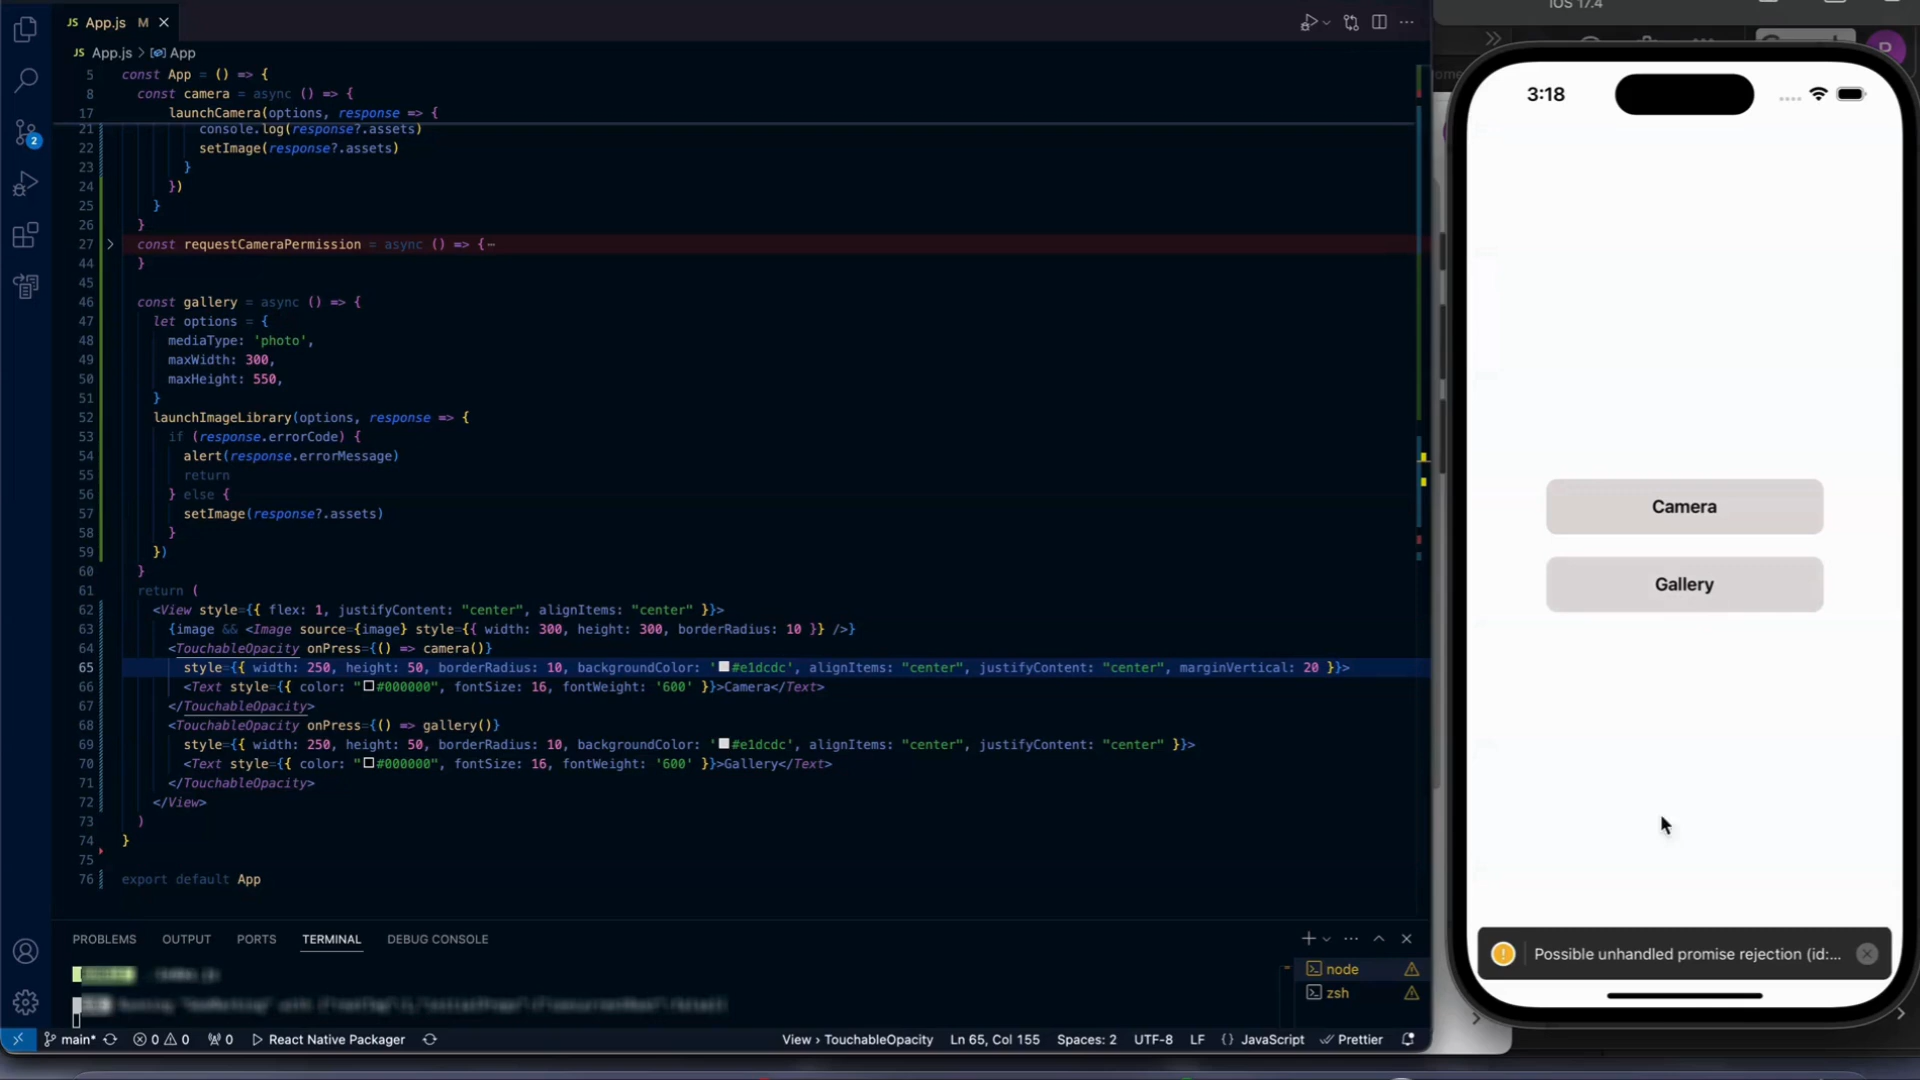 JS App.js M
JS App.js > App
5 const App = () => {
8 const camera = async () => {
17 launchCamera(options, response => {
21 console.log(response?.assets)
22 setImage(response?.assets)
23 }
24 })
25 }
26 }
27 const requestCameraPermission = async () => {⋯
44 }
45
46 const gallery = async () => {
47 let options = {
48 mediaType: 'photo',
49 maxWidth: 300,
50 maxHeight: 550,
51 }
52 launchImageLibrary(options, response => {
53 if (response.errorCode) {
54 alert(response.errorMessage)
55 return
56 } else {
57 setImage(response?.assets)
58 }
59 })
60 }
61 return (
62 <View style={{ flex: 1, justifyContent: "center", alignItems: "center" }}>
63 {image && <Image source={image} style={{ width: 300, height: 300, borderRadius: 10 }} />}
64 <TouchableOpacity onPress={() => camera()}
65 style={{ width: 250, height: 50, borderRadius: 10, backgroundColor: '#e1dcdc', alignItems: "center", justifyContent: "center", marginVertical: 20 }}>
66 <Text style={{ color: "#000000", fontSize: 16, fontWeight: '600' }}>Camera</Text>
67 </TouchableOpacity>
68 <TouchableOpacity onPress={() => gallery()}
69 style={{ width: 250, height: 50, borderRadius: 10, backgroundColor: '#e1dcdc', alignItems: "center", justifyContent: "center" }}>
70 <Text style={{ color: "#000000", fontSize: 16, fontWeight: '600' }}>Gallery</Text>
71 </TouchableOpacity>
72 </View>
73 )
74 }
75
76 export default App
2
PROBLEMS OUTPUT PORTS TERMINAL DEBUG CONSOLE
node
zsh
main* 0 0 0 React Native Packager
View › TouchableOpacity Ln 65, Col 155 Spaces: 2 UTF-8 LF {} JavaScript Prettier
iOS 17.4
3:18
Camera
Gallery
Possible unhandled promise rejection (id:...